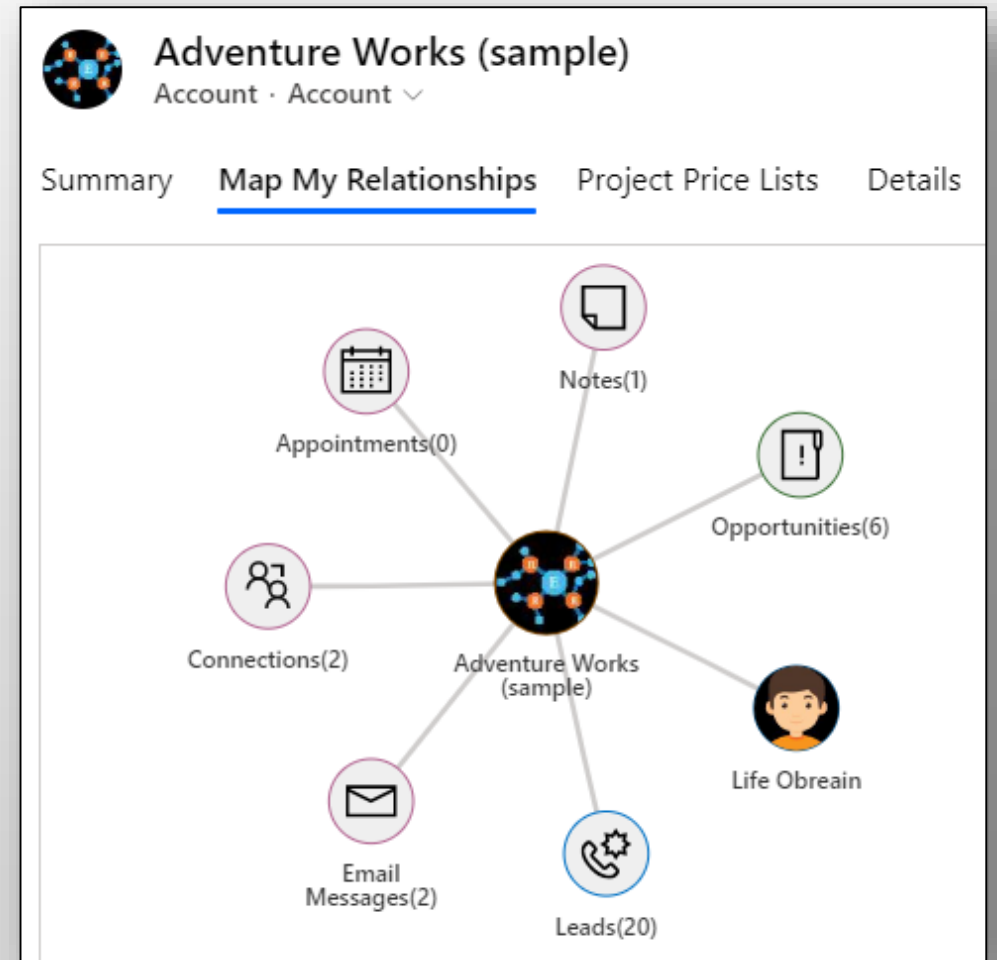 Adventure Works (sample)
Account · Account
Summary Map My Relationships Project Price Lists Details
Notes(1)
Appointments(0)
Opportunities(6)
Connections(2)
Adventure Works
(sample)
Life Obreain
Email
Messages(2)
Leads(20)